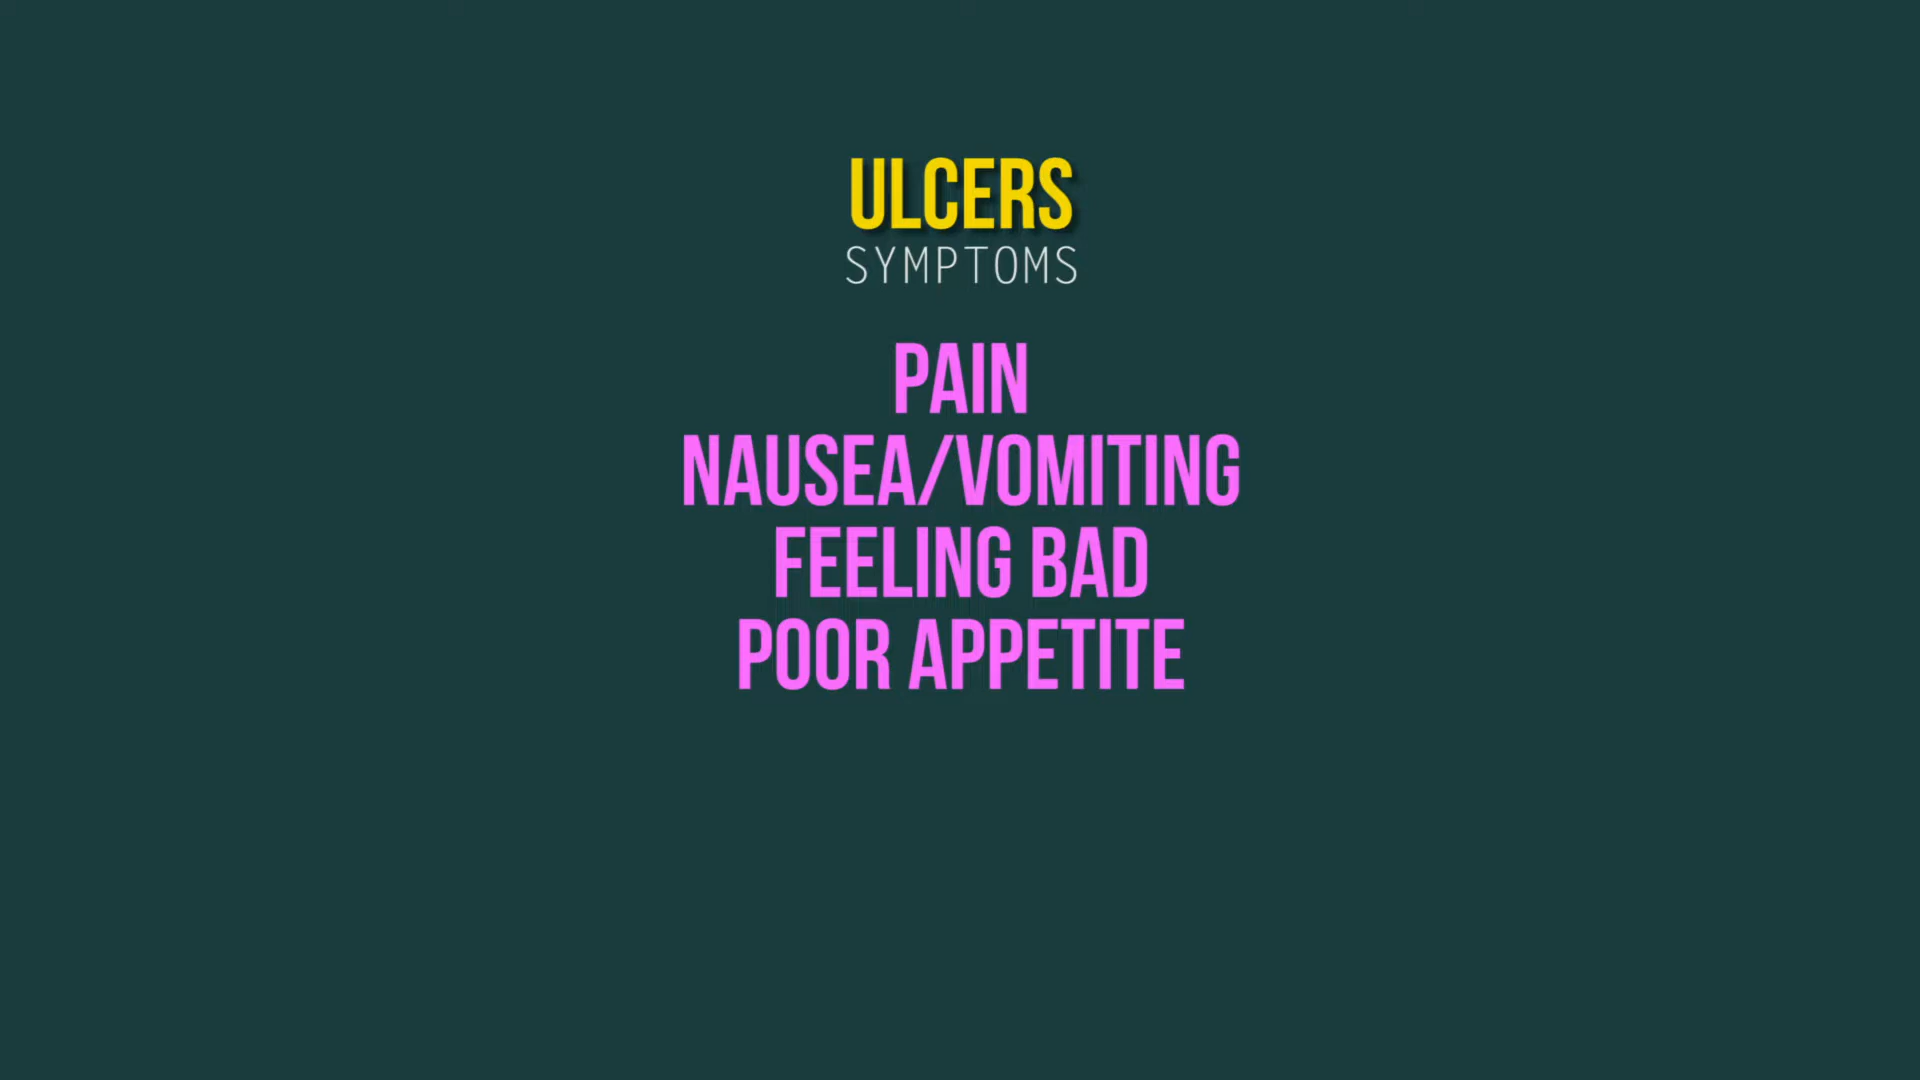 ULCERS
SYMPTOMS
PAIN
NAUSEA/VOMITING
FEELING BAD
POOR APPETITE